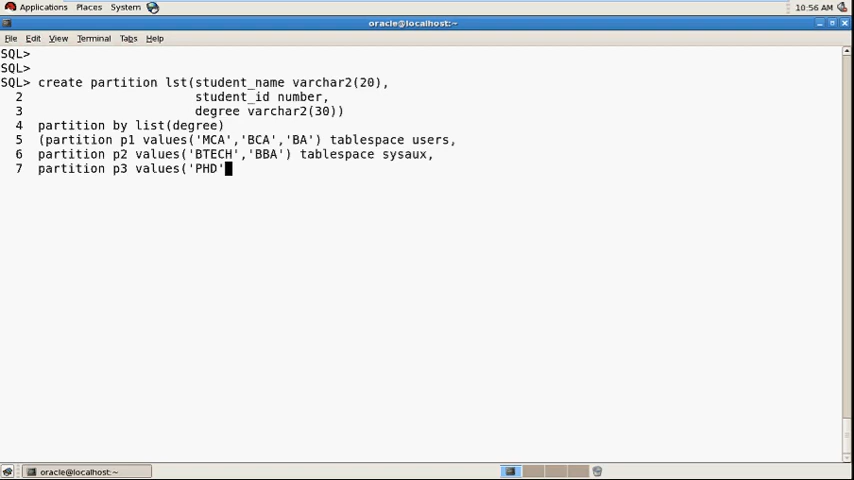 Applications Places System 10:56 AM
oracle@localhost:~
File Edit View Terminal Tabs Help
SQL>
SQL>
SQL> create partition lst(student_name varchar2(20),
2 student_id number,
3 degree varchar2(30))
4 partition by list(degree)
5 (partition p1 values('MCA','BCA','BA') tablespace users,
6 partition p2 values('BTECH','BBA') tablespace sysaux,
7 partition p3 values('PHD'
oracle@localhost:~